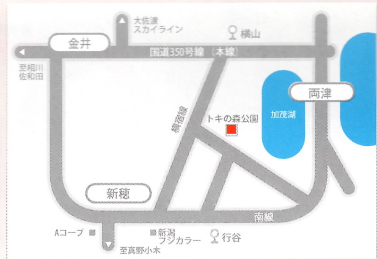 大佐渡
スカイライン
横山
金井
国道350号線 (本線)
至相川
佐和田
両津
加茂湖
トキの森公園
横宿線
新穂
南線
Aコープ
新潟
フジカラー
行谷
至真野小木